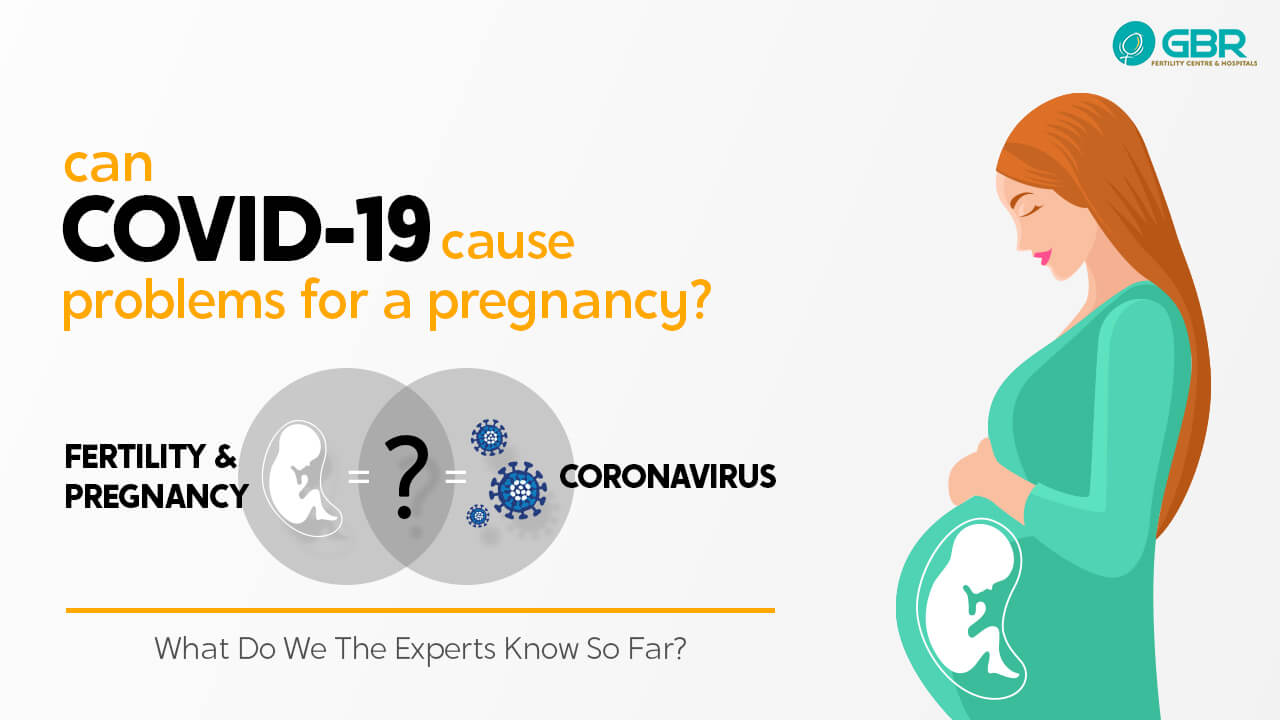 GBR
FERTILITY CENTRE & HOSPITALS
can
COVID-19 cause
problems for a pregnancy?
FERTILITY &
PREGNANCY
= ? =
CORONAVIRUS
What Do We The Experts Know So Far?